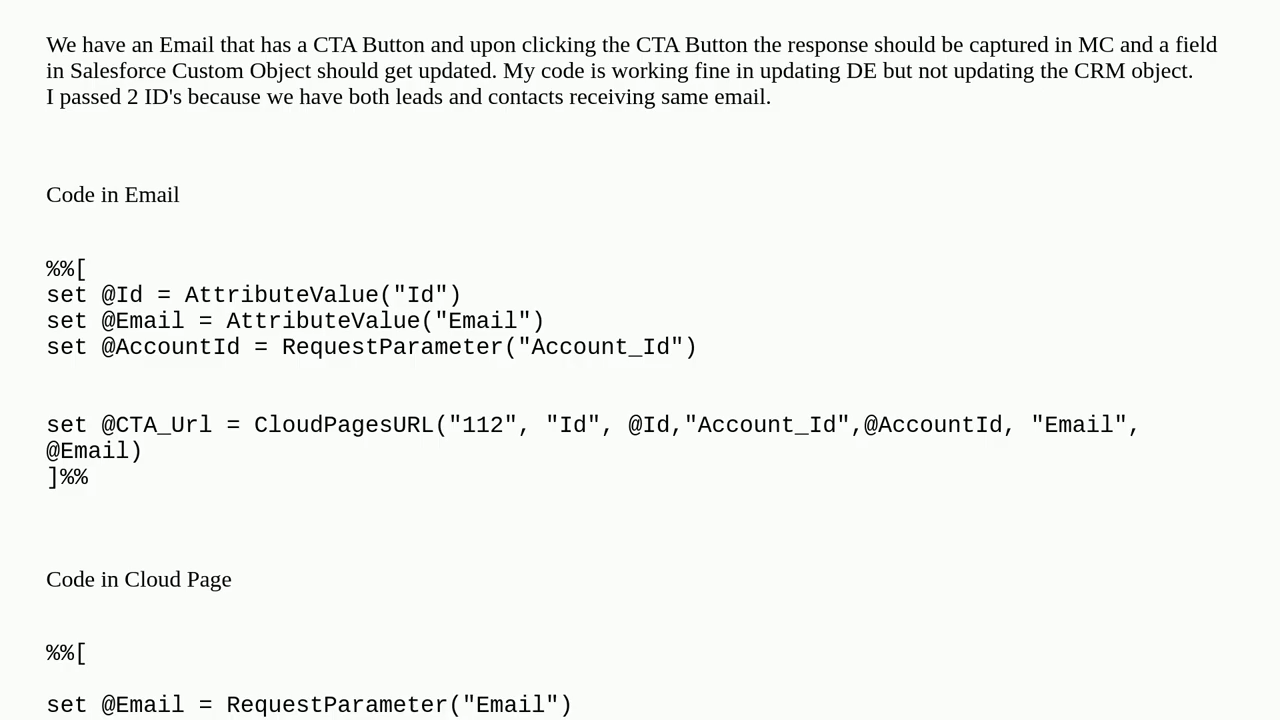 We have an Email that has a CTA Button and upon clicking the CTA Button the response should be captured in MC and a field
in Salesforce Custom Object should get updated. My code is working fine in updating DE but not updating the CRM object.
I passed 2 ID's because we have both leads and contacts receiving same email.
Code in Email
%%[
set @Id = AttributeValue("Id")
set @Email = AttributeValue("Email")
set @AccountId = RequestParameter("Account_Id")
set @CTA_Url = CloudPagesURL("112", "Id", @Id,"Account_Id",@AccountId, "Email",
@Email)
]%%
Code in Cloud Page
%%[
set @Email = RequestParameter("Email")